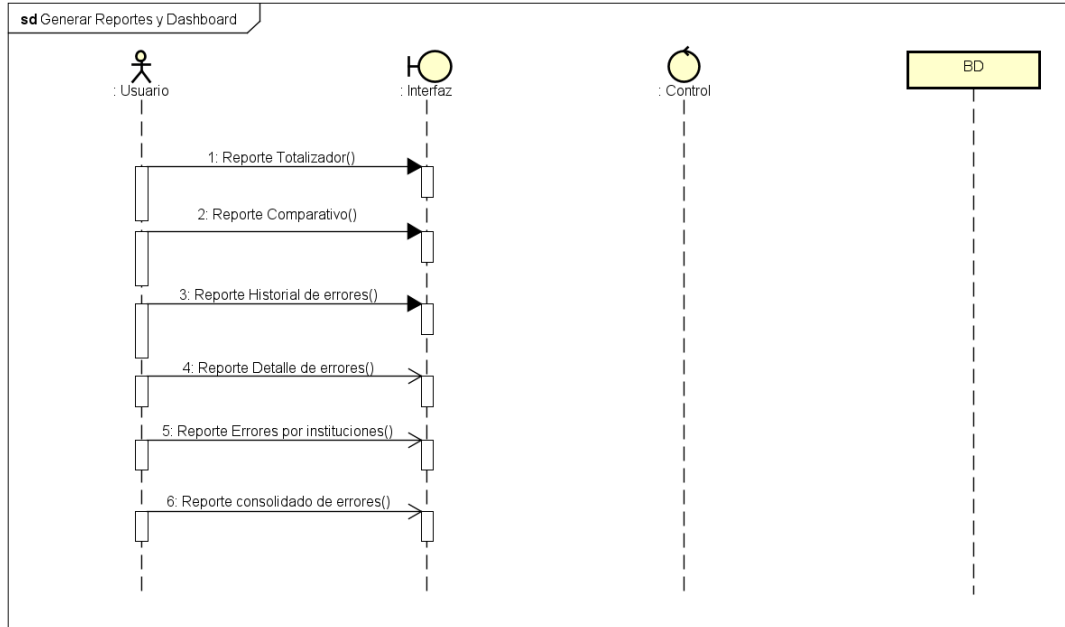 sd Generar Reportes y Dashboard
: Usuario
: Interfaz
: Control
BD
1: Reporte Totalizador()
2: Reporte Comparativo()
3: Reporte Historial de errores()
4: Reporte Detalle de errores()
5: Reporte Errores por instituciones()
6: Reporte consolidado de errores()